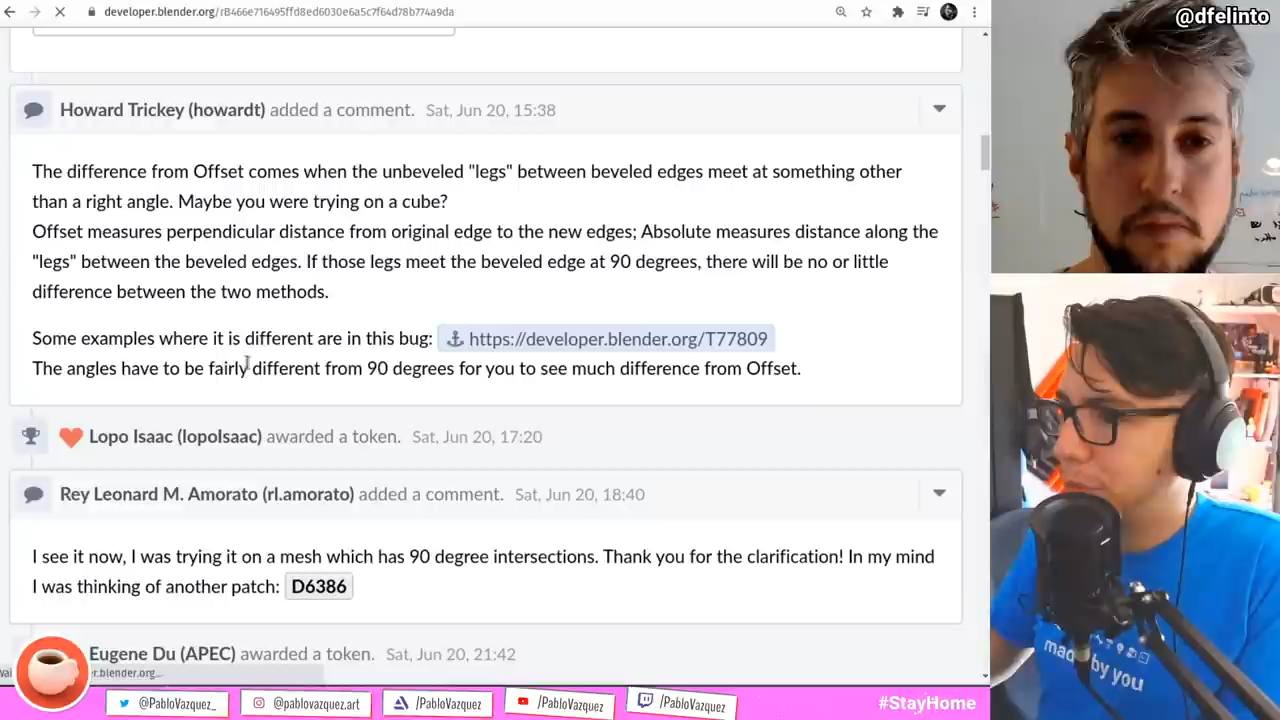 developer.blender.org/rB466e716495ffd8ed6030e6a5c7f64d78b774a9da
@dfelinto
Howard Trickey (howardt) added a comment. Sat, Jun 20, 15:38
The difference from Offset comes when the unbeveled "legs" between beveled edges meet at something other
than a right angle. Maybe you were trying on a cube?
Offset measures perpendicular distance from original edge to the new edges; Absolute measures distance along the
"legs" between the beveled edges. If those legs meet the beveled edge at 90 degrees, there will be no or little
difference between the two methods.
Some examples where it is different are in this bug: https://developer.blender.org/T77809
The angles have to be fairly different from 90 degrees for you to see much difference from Offset.
Lopo Isaac (lopoIsaac) awarded a token. Sat, Jun 20, 17:20
Rey Leonard M. Amorato (rl.amorato) added a comment. Sat, Jun 20, 18:40
I see it now, I was trying it on a mesh which has 90 degree intersections. Thank you for the clarification! In my mind
I was thinking of another patch: D6386
Eugene Du (APEC) awarded a token. Sat, Jun 20, 21:42
er.blender.org...
made by you
@PabloVazquez_
@pablovazquez.art
/PabloVazquez
/PabloVazquez
/PabloVazquez
#StayHome